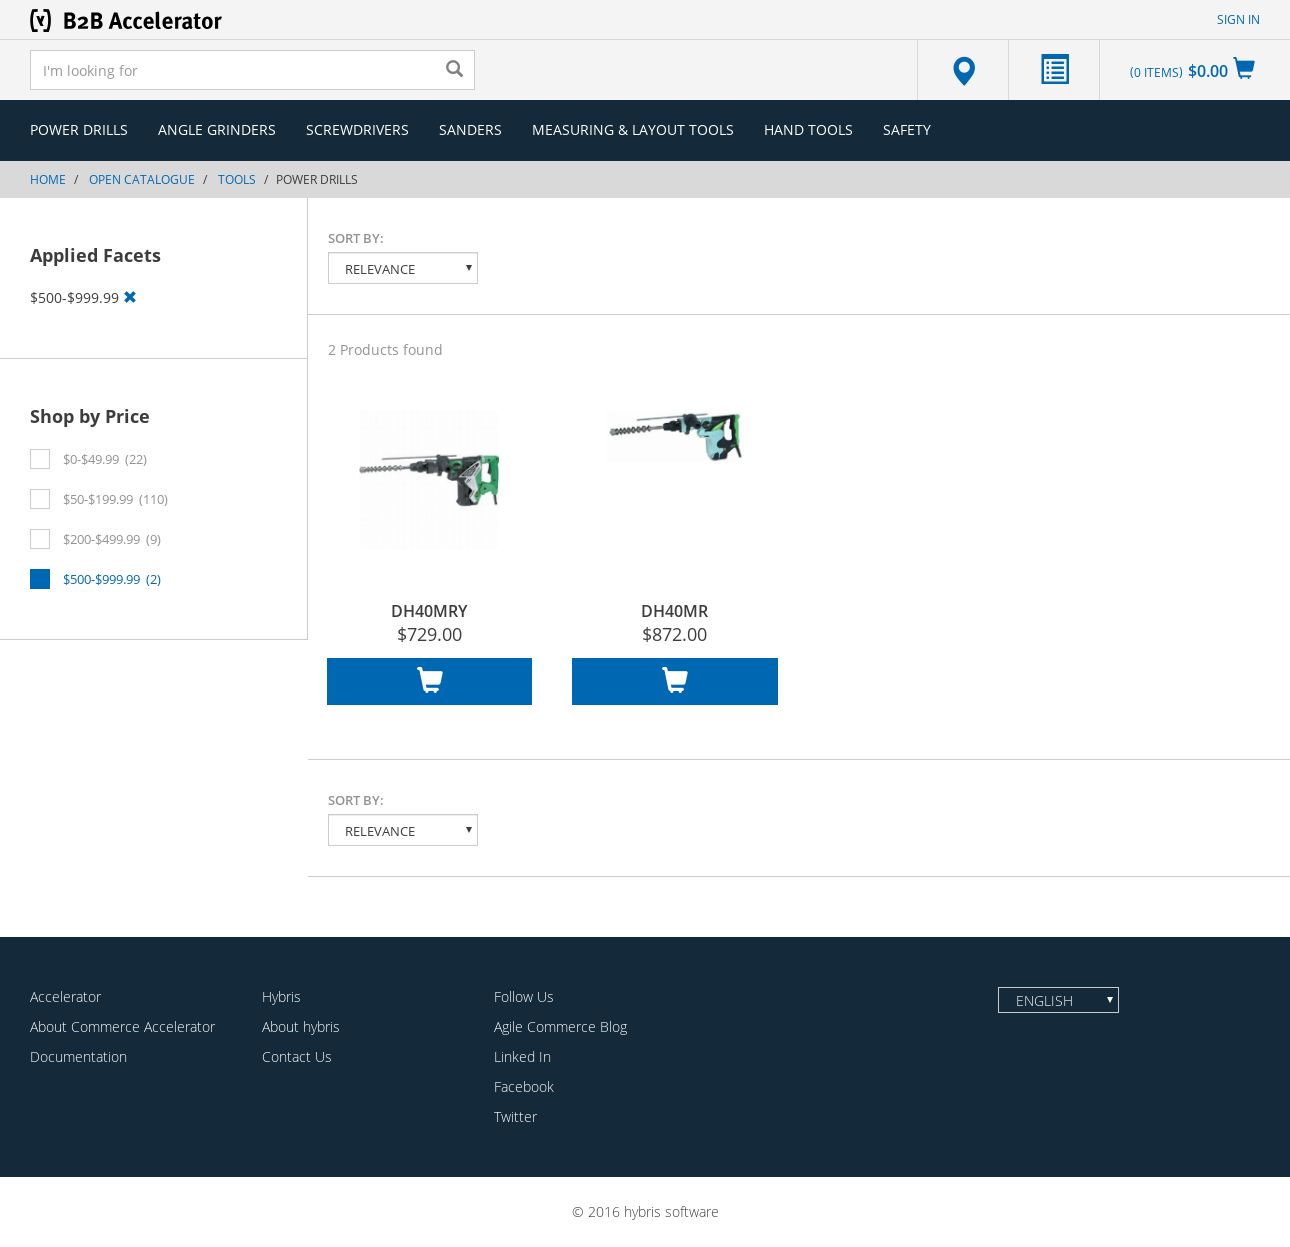 B2B Accelerator
SIGN IN
I'm looking for
(0 ITEMS) $0.00
POWER DRILLS ANGLE GRINDERS SCREWDRIVERS SANDERS MEASURING & LAYOUT TOOLS HAND TOOLS SAFETY
HOME / OPEN CATALOGUE / TOOLS / POWER DRILLS
Applied Facets
$500-$999.99
Shop by Price
$0-$49.99 (22)
$50-$199.99 (110)
$200-$499.99 (9)
$500-$999.99 (2)
SORT BY:
RELEVANCE
2 Products found
DH40MRY
$729.00
DH40MR
$872.00
SORT BY:
RELEVANCE
Accelerator
About Commerce Accelerator
Documentation
Hybris
About hybris
Contact Us
Follow Us
Agile Commerce Blog
Linked In
Facebook
Twitter
ENGLISH
© 2016 hybris software